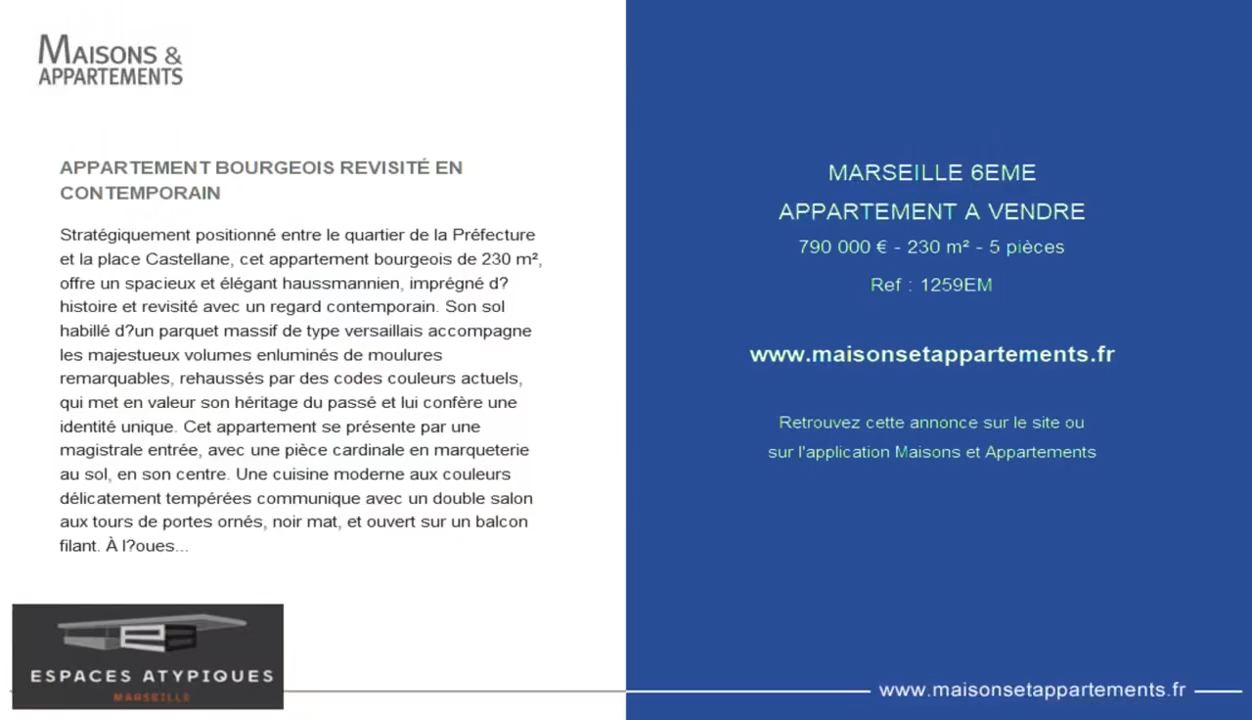 MAISONS &
APPARTEMENTS
APPARTEMENT BOURGEOIS REVISITÉ EN
CONTEMPORAIN
Stratégiquement positionné entre le quartier de la Préfecture
et la place Castellane, cet appartement bourgeois de 230 m²,
offre un spacieux et élégant haussmannien, imprégné d?
histoire et revisité avec un regard contemporain. Son sol
habillé d?un parquet massif de type versaillais accompagne
les majestueux volumes enluminés de moulures
remarquables, rehaussés par des codes couleurs actuels,
qui met en valeur son héritage du passé et lui confère une
identité unique. Cet appartement se présente par une
magistrale entrée, avec une pièce cardinale en marqueterie
au sol, en son centre. Une cuisine moderne aux couleurs
délicatement tempérées communique avec un double salon
aux tours de portes ornés, noir mat, et ouvert sur un balcon
filant. À l?oues...
ESPACES ATYPIQUES
MARSEILLE
MARSEILLE 6EME
APPARTEMENT A VENDRE
790 000 € - 230 m² - 5 pièces
Ref : 1259EM
www.maisonsetappartements.fr
Retrouvez cette annonce sur le site ou
sur l'application Maisons et Appartements
www.maisonsetappartements.fr